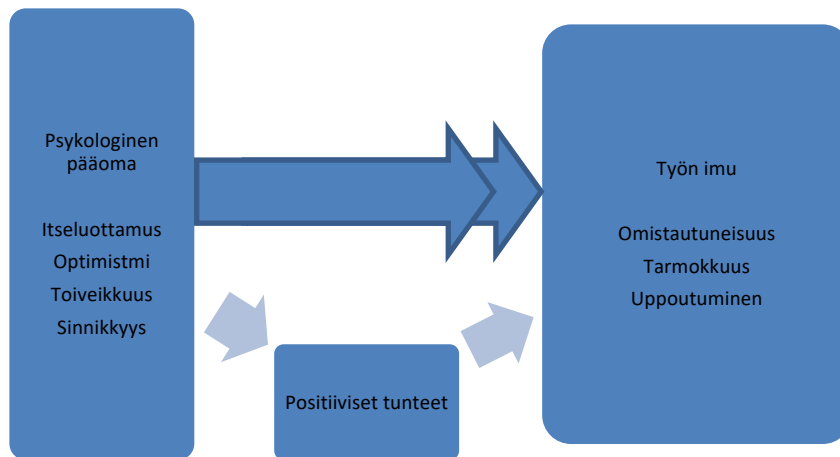 Psykologinen
pääoma
Itseluottamus
Optimistmi
Toiveikkuus
Sinnikkyys
Positiiviset tunteet
Työn imu
Omistautuneisuus
Tarmokkuus
Uppoutuminen